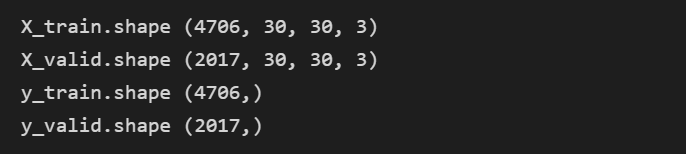 X_train.shape (4706, 30, 30, 3)
X_valid.shape (2017, 30, 30, 3)
y_train.shape (4706,)
y_valid.shape (2017,)